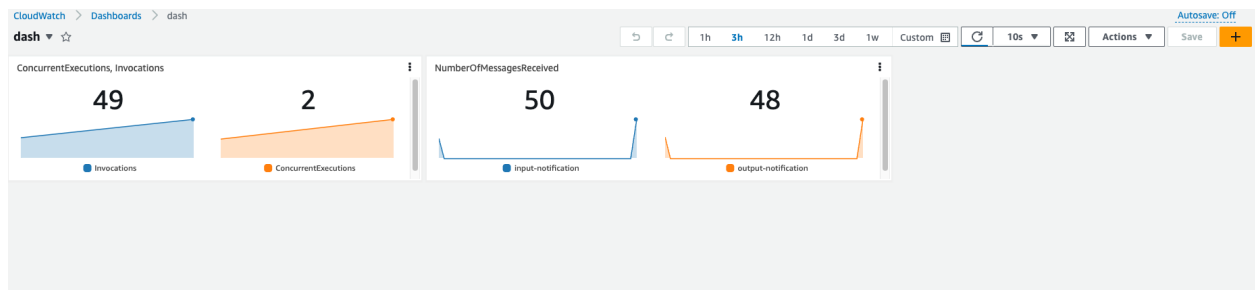 CloudWatch > Dashboards > dash Autosave: Off
dash 1h 3h 12h 1d 3d 1w Custom 10s Actions Save +
ConcurrentExecutions, Invocations
49 2
Invocations ConcurrentExecutions
NumberOfMessagesReceived
50 48
input-notification output-notification